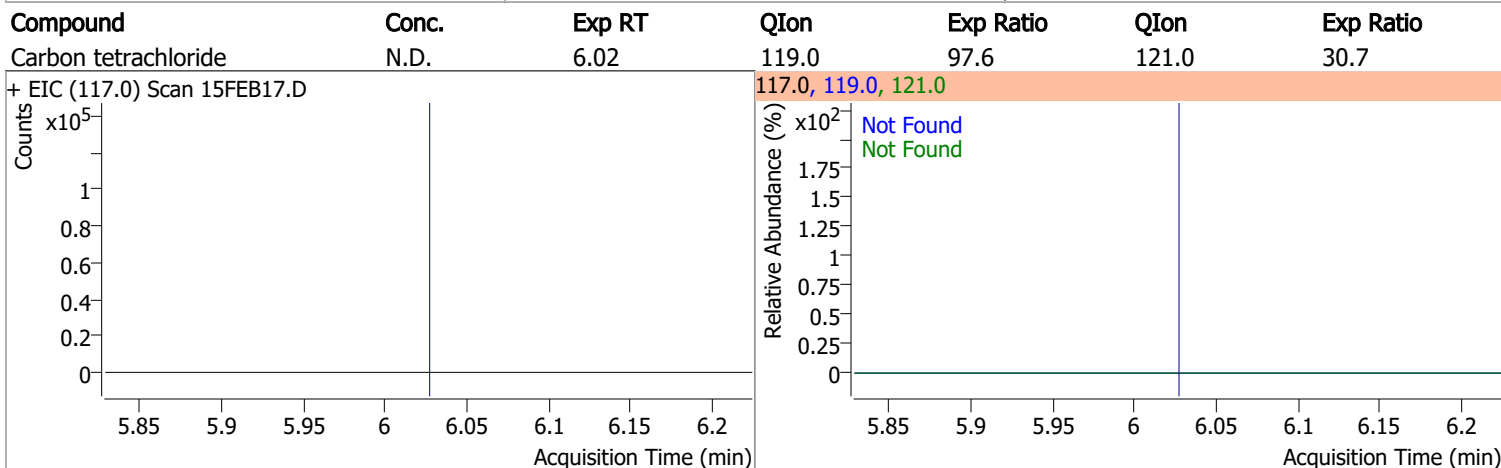 Compound Conc. Exp RT QIon Exp Ratio QIon Exp Ratio
Carbon tetrachloride N.D. 6.02 119.0 97.6 121.0 30.7
+ EIC (117.0) Scan 15FEB17.D
Counts
x10^5
1
0.8
0.6
0.4
0.2
0
5.85 5.9 5.95 6 6.05 6.1 6.15 6.2
Acquisition Time (min)
117.0, 119.0, 121.0
Relative Abundance (%)
x10^2
Not Found
Not Found
1.75
1.5
1.25
1
0.75
0.5
0.25
0
5.85 5.9 5.95 6 6.05 6.1 6.15 6.2
Acquisition Time (min)